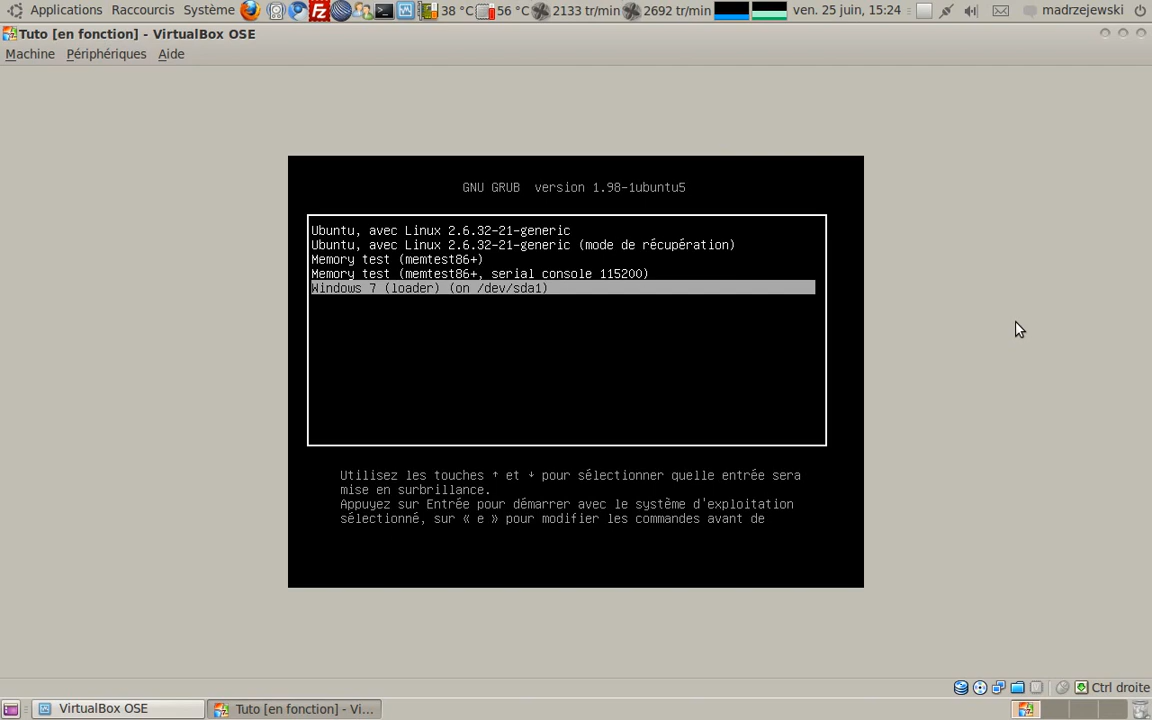 Applications Raccourcis Système 38 °C 56 °C 2133 tr/min 2692 tr/min ven. 25 juin, 15:24 madrzejewski
Tuto [en fonction] - VirtualBox OSE
Machine Périphériques Aide
GNU GRUB version 1.98-1ubuntu5
Ubuntu, avec Linux 2.6.32-21-generic
Ubuntu, avec Linux 2.6.32-21-generic (mode de récupération)
Memory test (memtest86+)
Memory test (memtest86+, serial console 115200)
Windows 7 (loader) (on /dev/sda1)
Utilisez les touches ↑ et ↓ pour sélectionner quelle entrée sera
mise en surbrillance.
Appuyez sur Entrée pour démarrer avec le système d'exploitation
sélectionné, sur « e » pour modifier les commandes avant de
Ctrl droite
VirtualBox OSE Tuto [en fonction] - Vi...